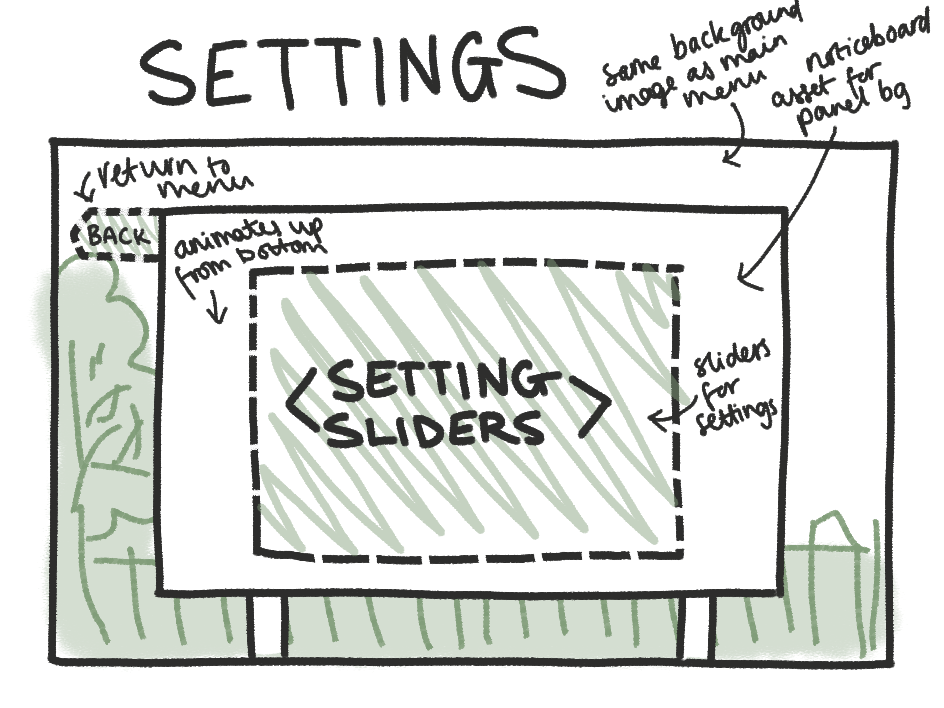 SETTINGS
same background
image as main
menu
noticeboard
asset for
panel bg
return to
menu
BACK
animates up
from bottom
<SETTING
SLIDERS>
sliders
for
settings